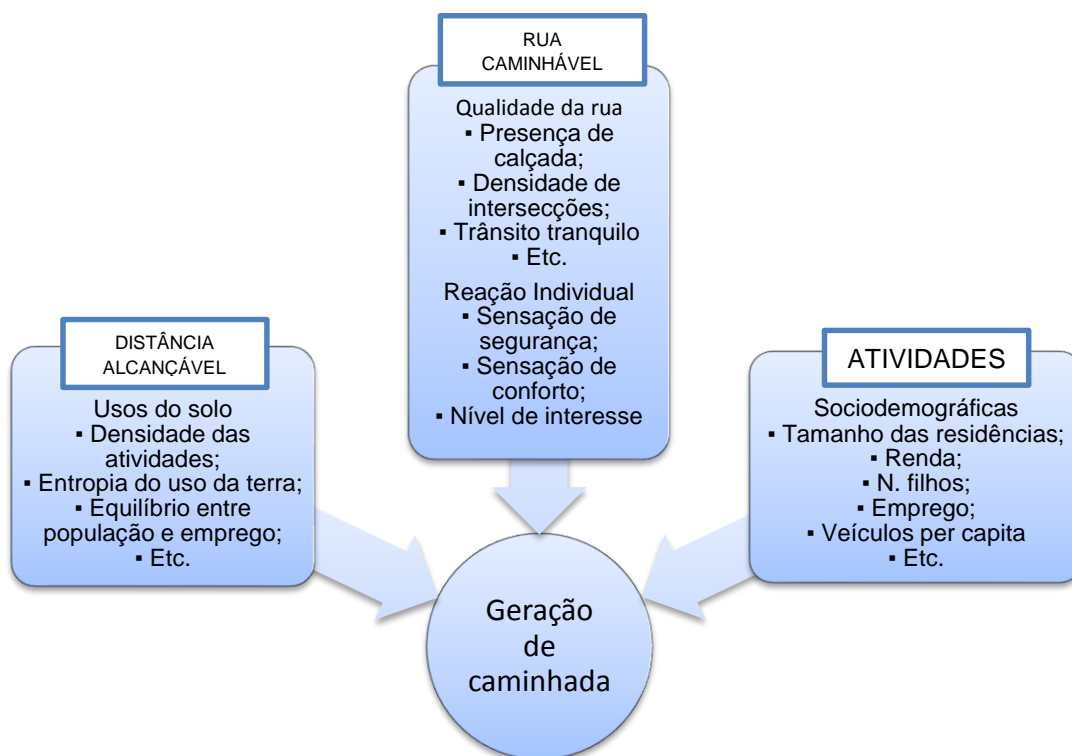 RUA
CAMINHÁVEL
Qualidade da rua
▪ Presença de
calçada;
▪ Densidade de
intersecções;
▪ Trânsito tranquilo
▪ Etc.
Reação Individual
▪ Sensação de
segurança;
▪ Sensação de
conforto;
▪ Nível de interesse
DISTÂNCIA
ALCANÇÁVEL
Usos do solo
▪ Densidade das
atividades;
▪ Entropia do uso da terra;
▪ Equilíbrio entre
população e emprego;
▪ Etc.
ATIVIDADES
Sociodemográficas
▪ Tamanho das residências;
▪ Renda;
▪ N. filhos;
▪ Emprego;
▪ Veículos per capita
▪ Etc.
Geração
de
caminhada